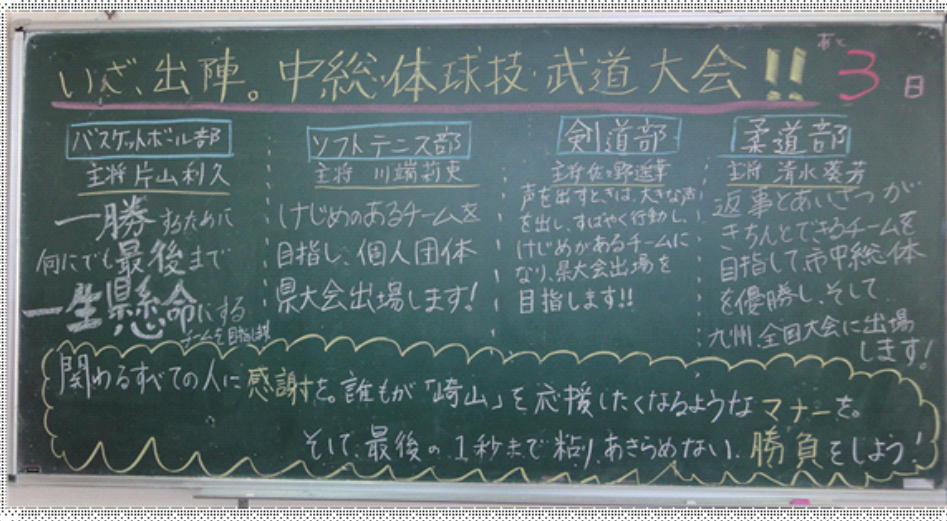 いざ、出陣。中総体球技・武道大会!! あと3日
バスケットボール部
主将 片山利久
一勝するために
何にでも最後まで
一生懸命にする
チームを目指します
ソフトテニス部
主将 川端莉吏
けじめのあるチームを
目指し、個人団体
県大会出場します!
剣道部
主将 佐々野遥華
声を出すときは、大きな声
を出し、すばやく行動し、
けじめがあるチームに
なり、県大会出場を
目指します!!
柔道部
主将 清水葵芳
返事とあいさつが
きちんとできるチームを
目指して、市中総体
を優勝し、そして
九州、全国大会に出場
します!
関わるすべての人に感謝を。誰もが「崎山」を応援したくなるようなマナーを。
そして、最後の1秒まで粘り、あきらめない勝負をしよう!